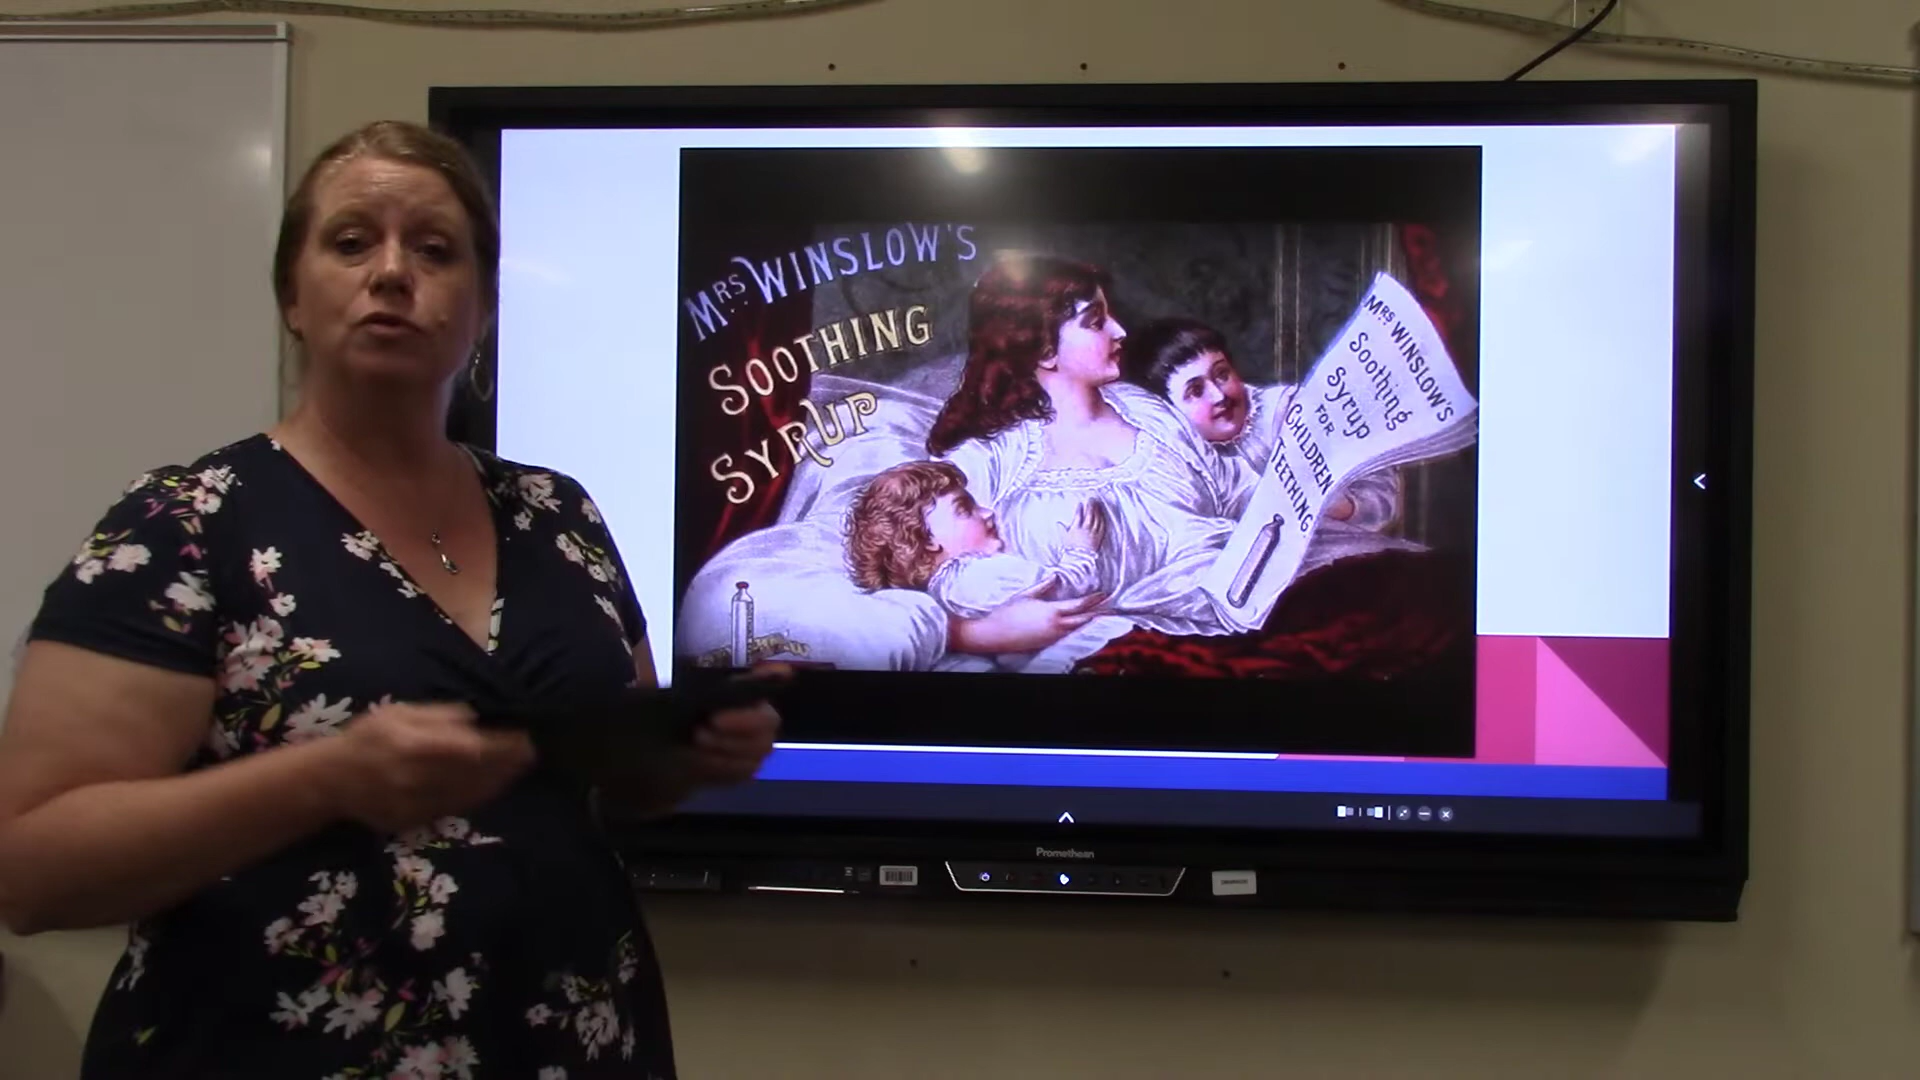 MRS WINSLOW'S
SOOTHING
SYRUP
MRS WINSLOW'S
Soothing
Syrup
FOR
CHILDREN
TEETHING.
Promethean